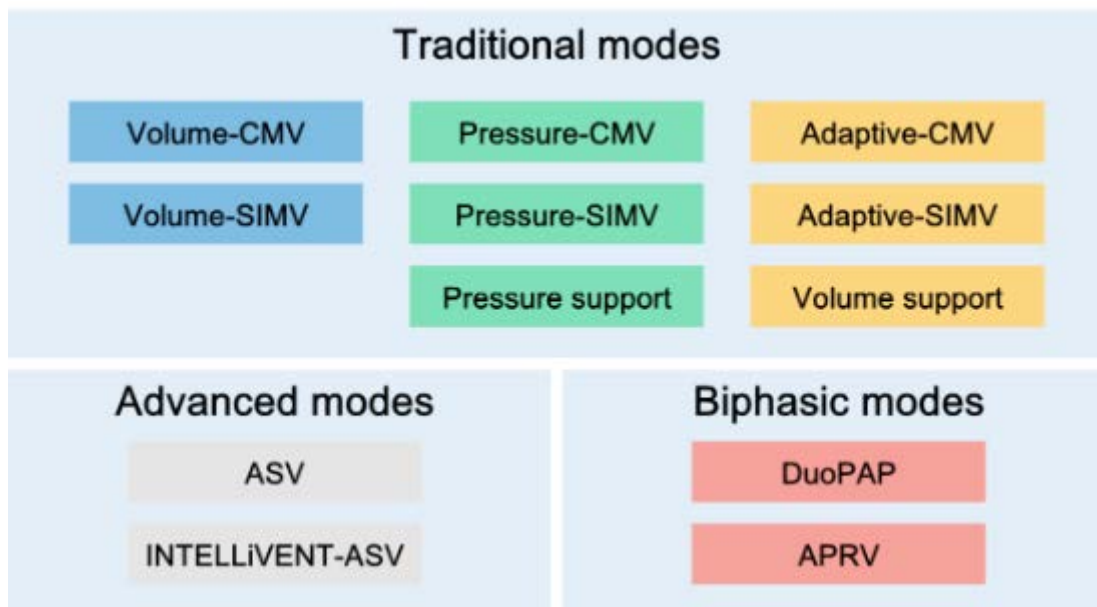 Traditional modes
Volume-CMV
Pressure-CMV
Adaptive-CMV
Volume-SIMV
Pressure-SIMV
Adaptive-SIMV
Pressure support
Volume support
Advanced modes
ASV
INTELLiVENT-ASV
Biphasic modes
DuoPAP
APRV